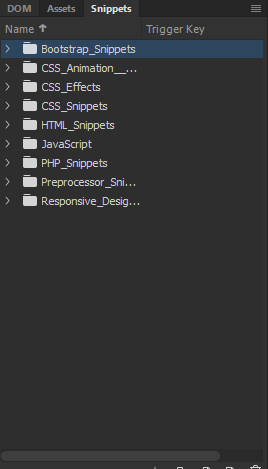 DOM Assets Snippets
Name Trigger Key
Bootstrap_Snippets
CSS_Animation__...
CSS_Effects
CSS_Snippets
HTML_Snippets
JavaScript
PHP_Snippets
Preprocessor_Sni...
Responsive_Desig...